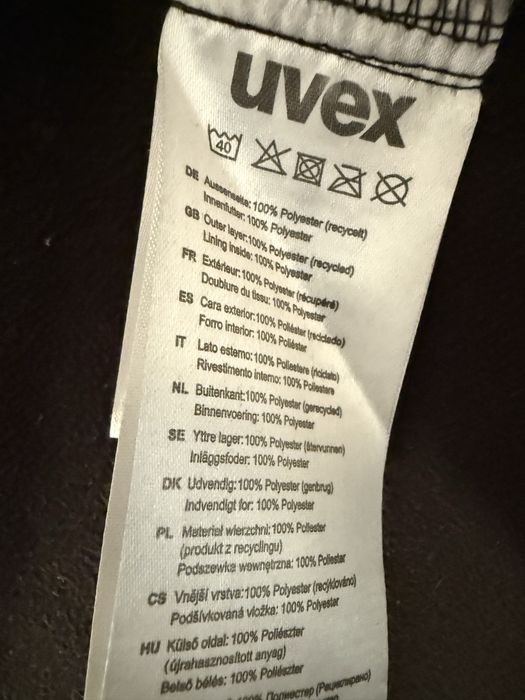 uvex
40
DE Aussenseite: 100% Polyester (recycelt)
Innenfutter: 100% Polyester
GB Outer layer: 100% Polyester (recycled)
Lining inside: 100% Polyester
FR Extérieur: 100% Polyester (récupéré)
Doublure du tissu: 100% Polyester
ES Cara exterior: 100% Poliéster (reciclado)
Forro interior: 100% Poliéster
IT Lato esterno: 100% Poliestere (riciclato)
Rivestimento interno: 100% Poliestere
NL Buitenkant: 100% Polyester (gerecycled)
Binnenvoering: 100% Polyester
SE Yttre lager: 100% Polyester (återvunnen)
Inläggsfoder: 100% Polyester
DK Udvendig: 100% Polyester (genbrug)
Indvendigt for: 100% Polyester
PL Materiał wierzchni: 100% Poliester
(produkt z recyclingu)
Podszewka wewnętrzna: 100% Poliester
CS Vnější vrstva: 100% Polyester (recyklováno)
Podšívkovaná vložka: 100% Polyester
HU Külső oldal: 100% Poliészter
(újrahasznosított anyag)
Belső bélés: 100% Poliészter
100% Полиестер (Рециклирано)